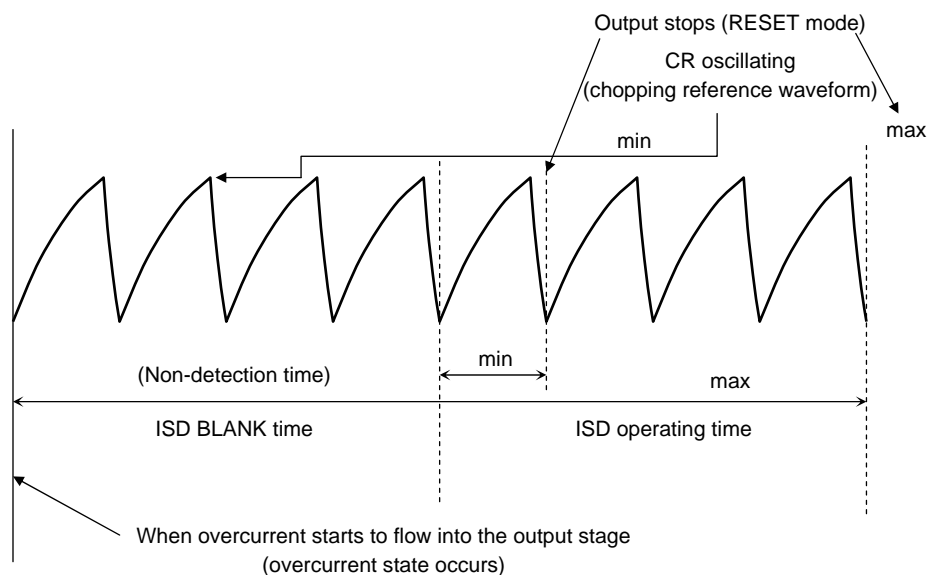 Output stops (RESET mode)
CR oscillating
(chopping reference waveform)
max
min
min
(Non-detection time)
max
ISD BLANK time
ISD operating time
When overcurrent starts to flow into the output stage
(overcurrent state occurs)